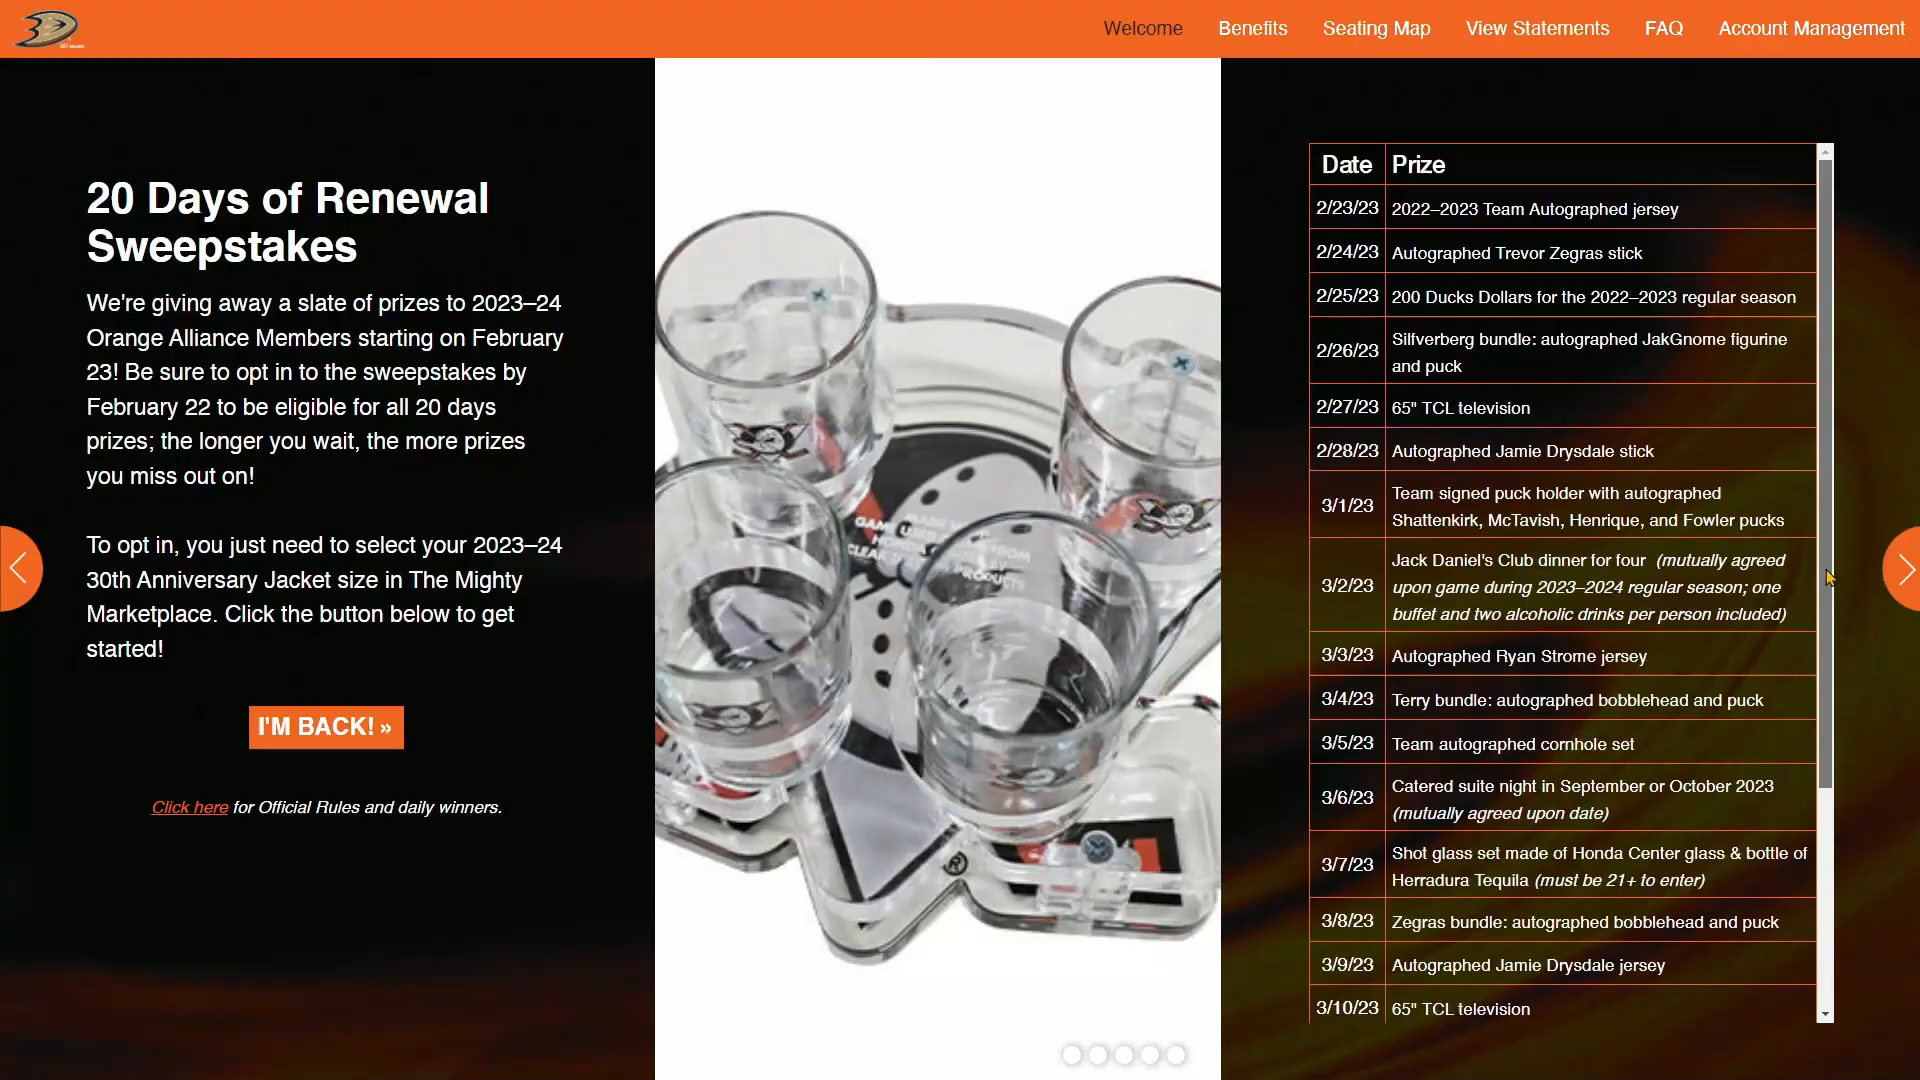 Welcome
Benefits
Seating Map
View Statements
FAQ
Account Management
20 Days of Renewal
Sweepstakes
We're giving away a slate of prizes to 2023–24
Orange Alliance Members starting on February
23! Be sure to opt in to the sweepstakes by
February 22 to be eligible for all 20 days
prizes; the longer you wait, the more prizes
you miss out on!
To opt in, you just need to select your 2023–24
30th Anniversary Jacket size in The Mighty
Marketplace. Click the button below to get
started!
I'M BACK! »
Click here for Official Rules and daily winners.
®
Date Prize
2/23/23 2022–2023 Team Autographed jersey
2/24/23 Autographed Trevor Zegras stick
2/25/23 200 Ducks Dollars for the 2022–2023 regular season
2/26/23 Silfverberg bundle: autographed JakGnome figurine
and puck
2/27/23 65" TCL television
2/28/23 Autographed Jamie Drysdale stick
3/1/23 Team signed puck holder with autographed
Shattenkirk, McTavish, Henrique, and Fowler pucks
3/2/23 Jack Daniel's Club dinner for four (mutually agreed
upon game during 2023–2024 regular season; one
buffet and two alcoholic drinks per person included)
3/3/23 Autographed Ryan Strome jersey
3/4/23 Terry bundle: autographed bobblehead and puck
3/5/23 Team autographed cornhole set
3/6/23 Catered suite night in September or October 2023
(mutually agreed upon date)
3/7/23 Shot glass set made of Honda Center glass & bottle of
Herradura Tequila (must be 21+ to enter)
3/8/23 Zegras bundle: autographed bobblehead and puck
3/9/23 Autographed Jamie Drysdale jersey
3/10/23 65" TCL television